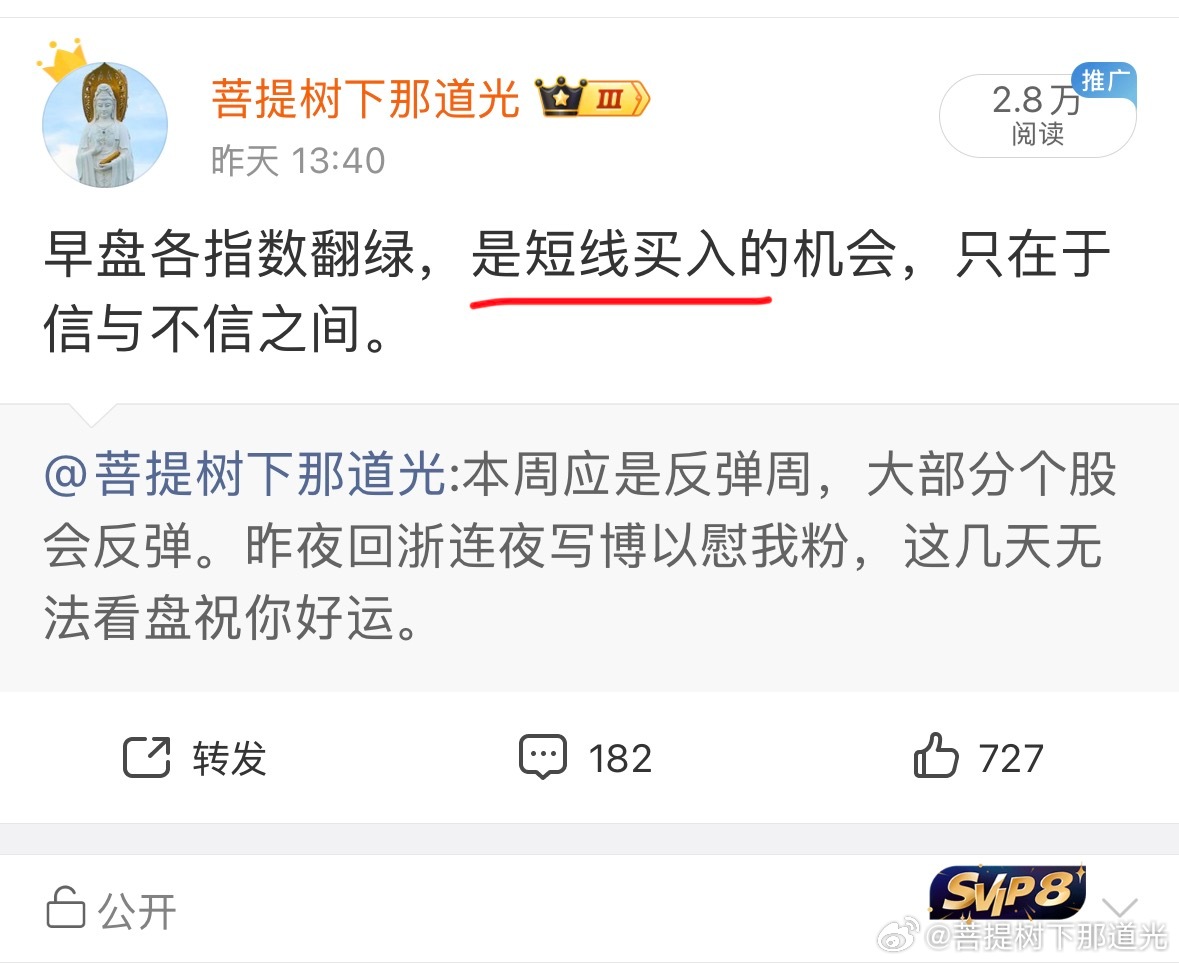 菩提树下那道光 III
昨天 13:40
2.8万
推广
阅读
早盘各指数翻绿，是短线买入的机会，只在于
信与不信之间。
@菩提树下那道光:本周应是反弹周，大部分个股
会反弹。昨夜回浙连夜写博以慰我粉，这几天无
法看盘祝你好运。
转发
182
727
公开
SVIP8
@菩提树下那道光